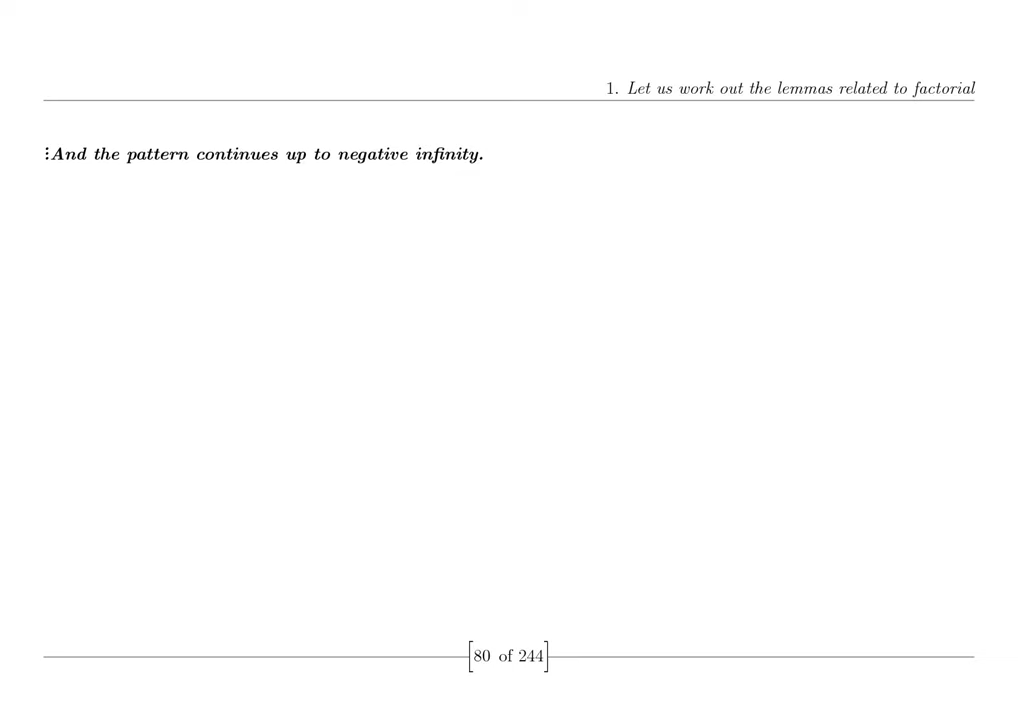 1. Let us work out the lemmas related to factorial
⋮And the pattern continues up to negative infinity.
[80 of 244]